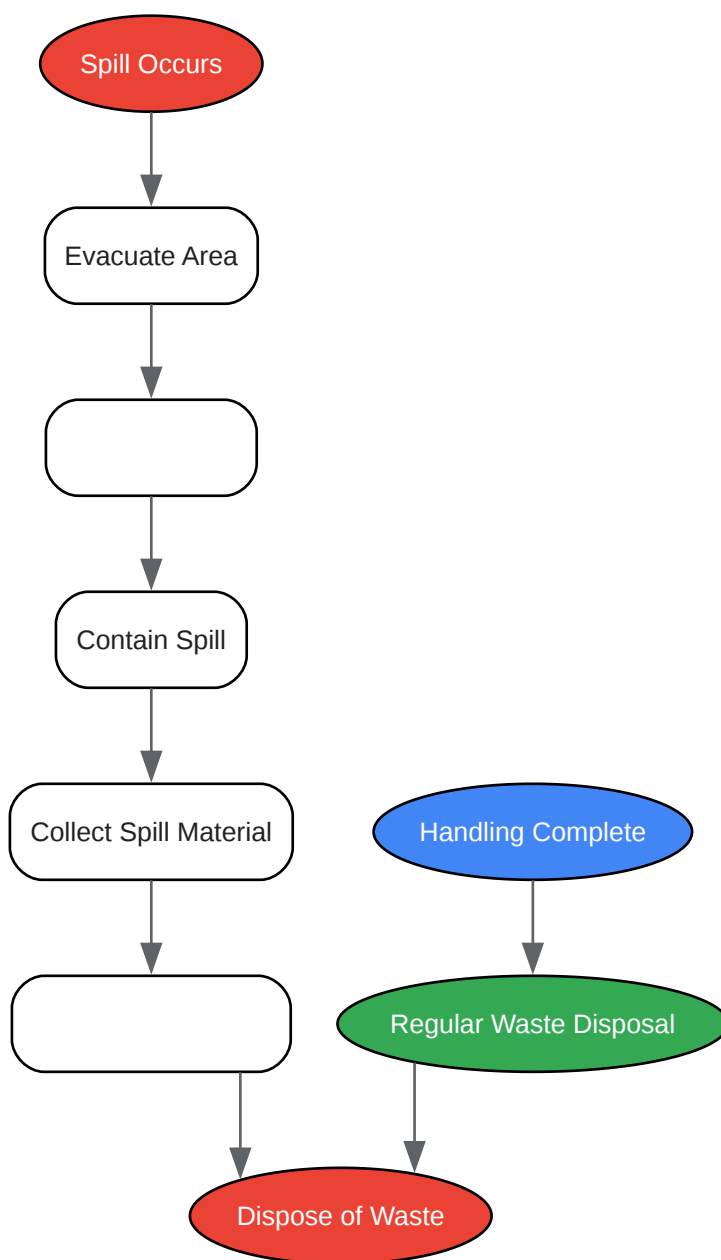 Spill Occurs
Evacuate Area
Contain Spill
Collect Spill Material
Handling Complete
Regular Waste Disposal
Dispose of Waste